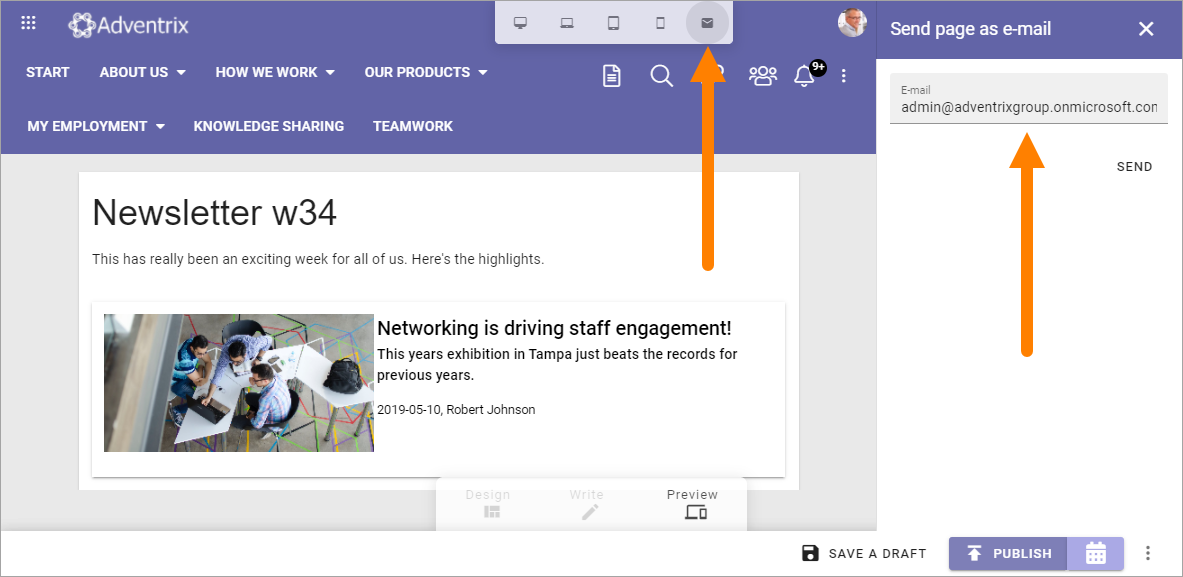 Adventrix
Send page as e-mail
START ABOUT US HOW WE WORK OUR PRODUCTS
9+
MY EMPLOYMENT KNOWLEDGE SHARING TEAMWORK
E-mail
admin@adventrixgroup.onmicrosoft.con
SEND
Newsletter w34
This has really been an exciting week for all of us. Here's the highlights.
Networking is driving staff engagement!
This years exhibition in Tampa just beats the records for
previous years.
2019-05-10, Robert Johnson
Design Write Preview
SAVE A DRAFT PUBLISH